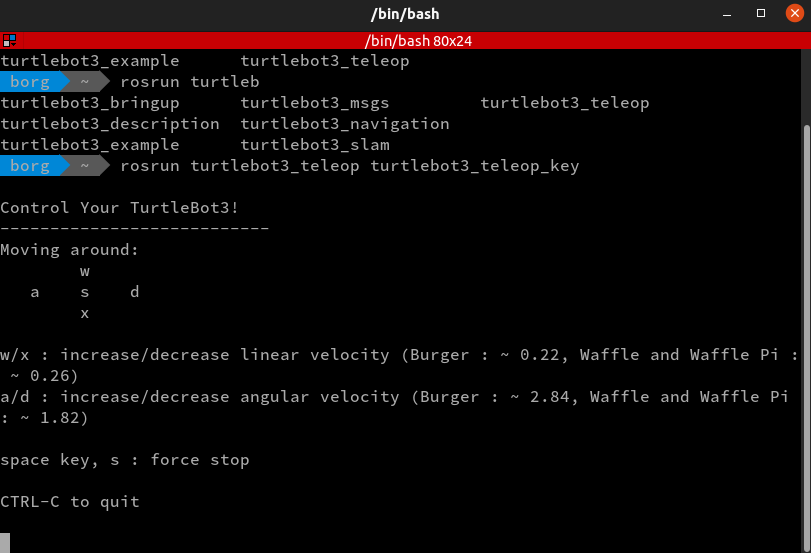 /bin/bash
/bin/bash 80x24
turtlebot3_example      turtlebot3_teleop
borg ~ rosrun turtleb
turtlebot3_bringup      turtlebot3_msgs         turtlebot3_teleop
turtlebot3_description  turtlebot3_navigation
turtlebot3_example      turtlebot3_slam
borg ~ rosrun turtlebot3_teleop turtlebot3_teleop_key
Control Your TurtleBot3!
---------------------------
Moving around:
w
a    s    d
x
w/x : increase/decrease linear velocity (Burger : ~ 0.22, Waffle and Waffle Pi :
 ~ 0.26)
a/d : increase/decrease angular velocity (Burger : ~ 2.84, Waffle and Waffle Pi
: ~ 1.82)
space key, s : force stop
CTRL-C to quit